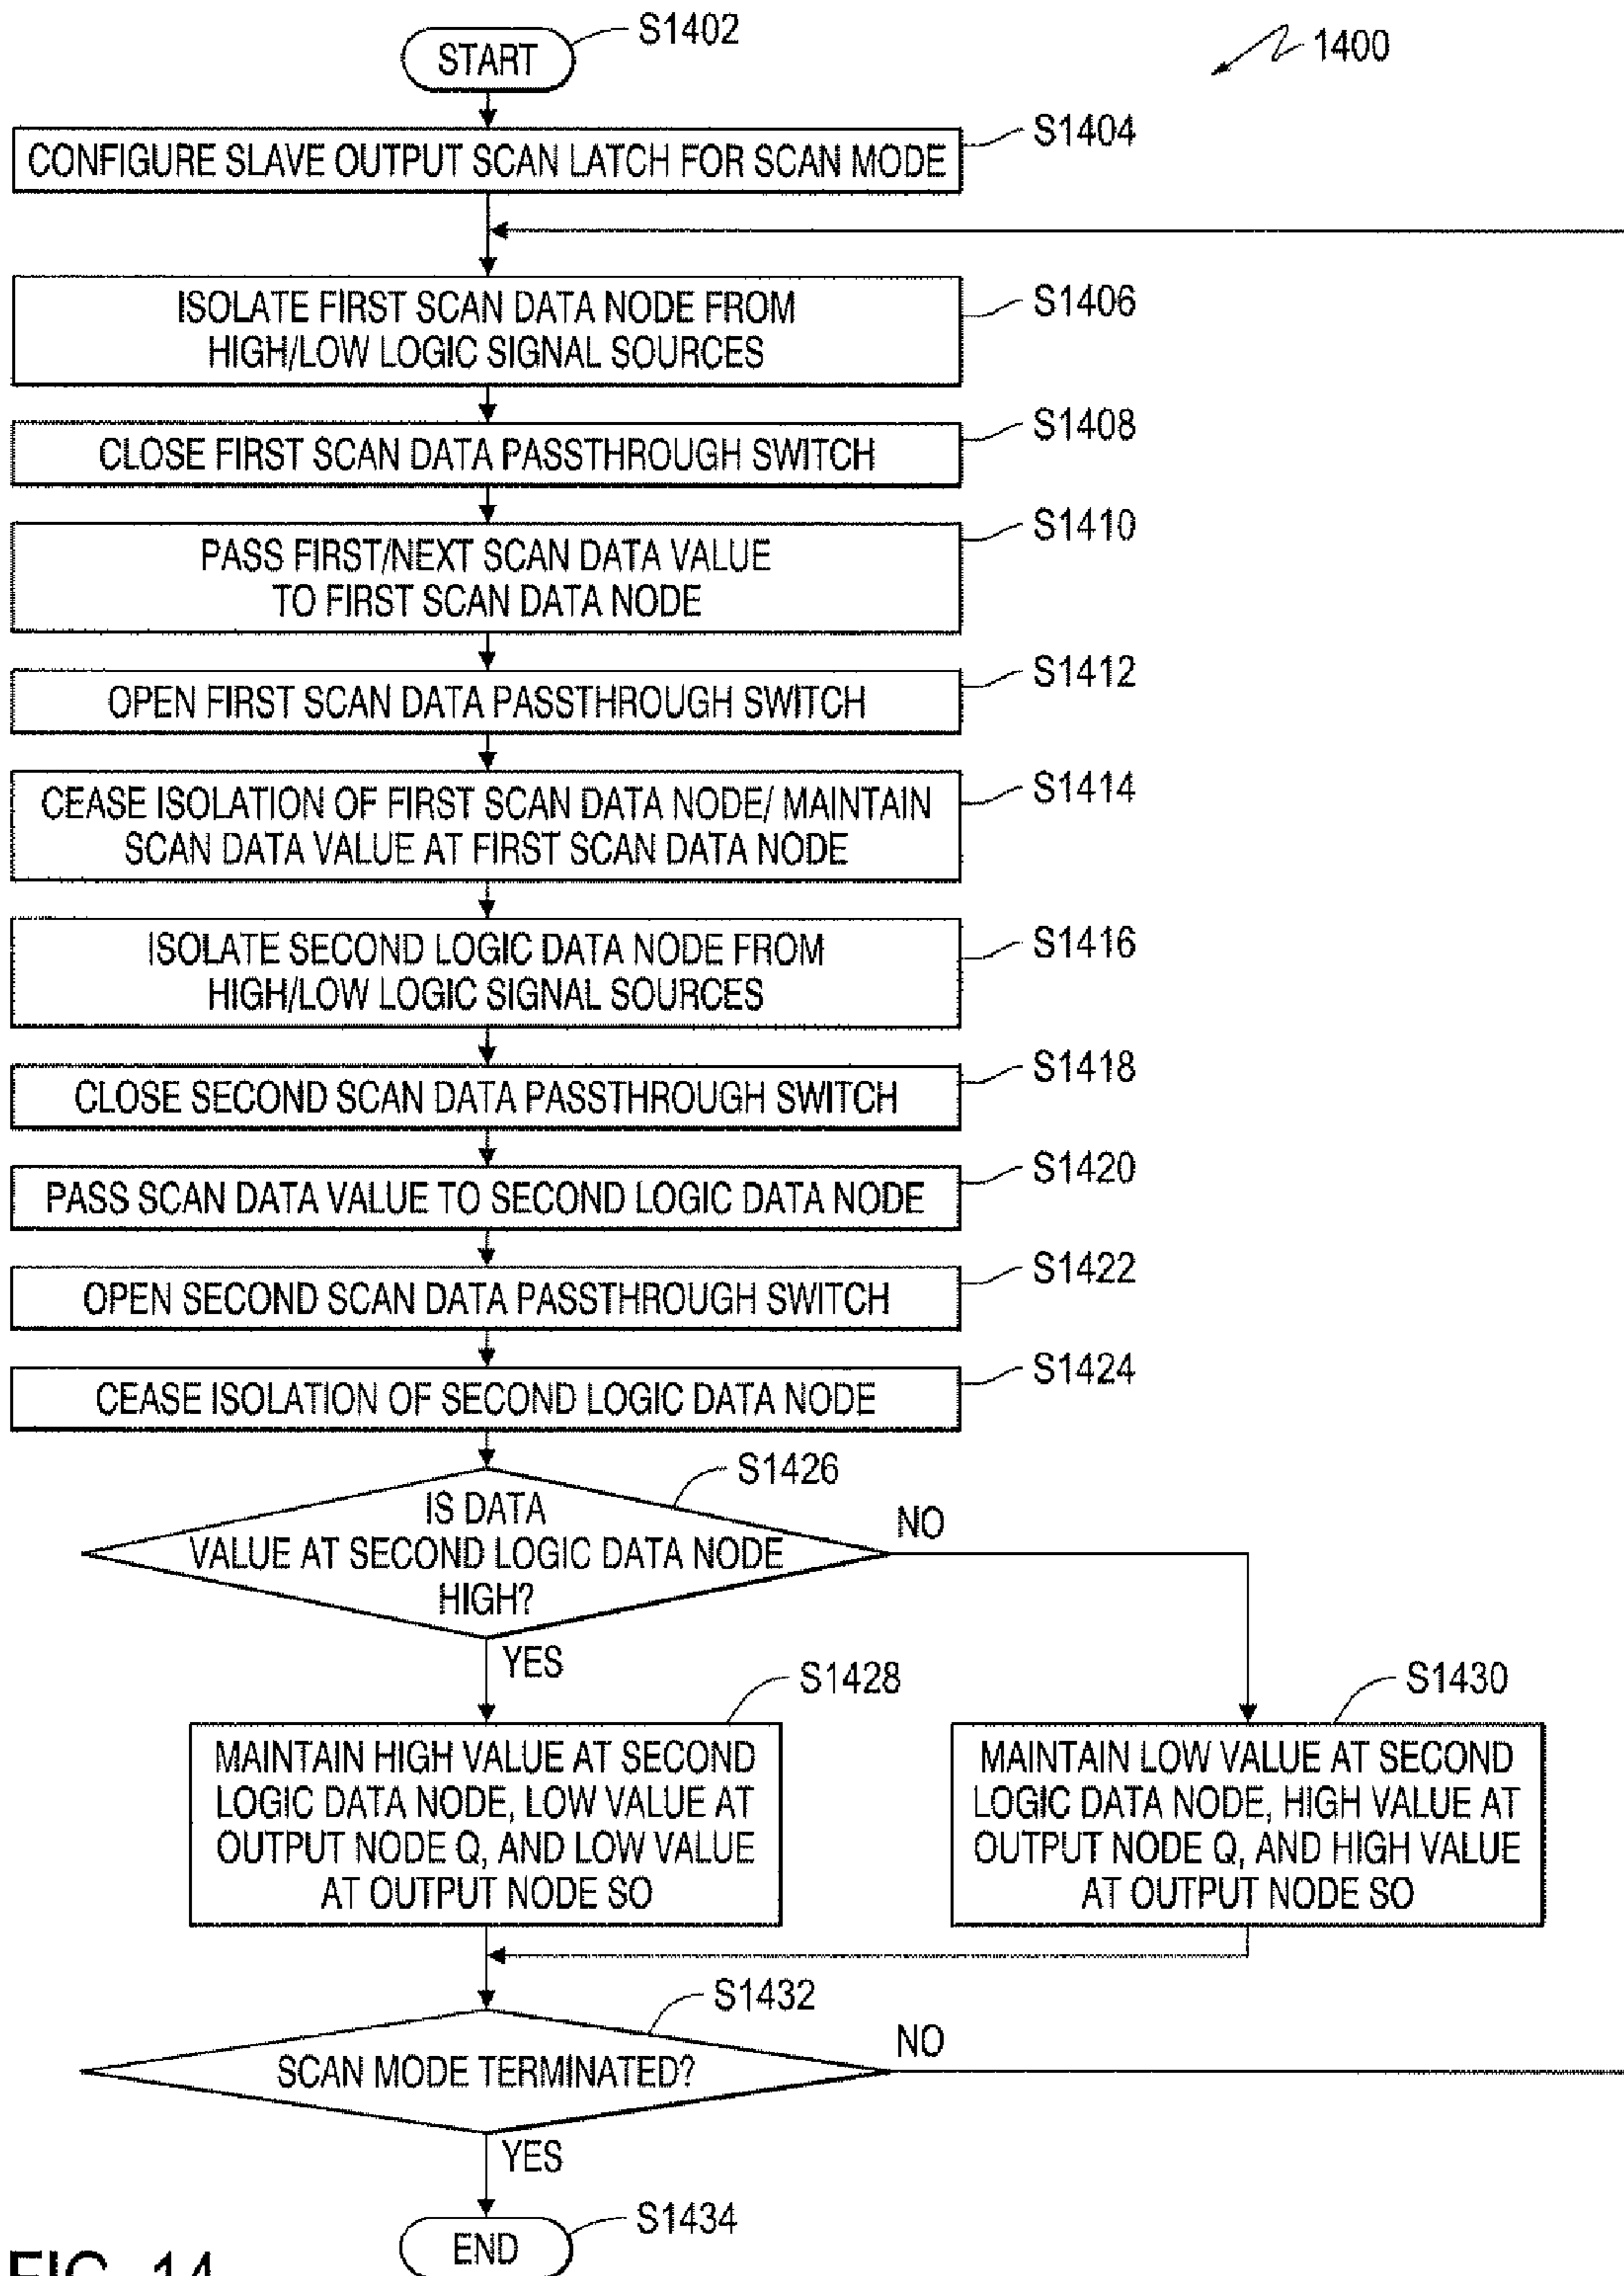 START
S1402
1400
CONFIGURE SLAVE OUTPUT SCAN LATCH FOR SCAN MODE
S1404
ISOLATE FIRST SCAN DATA NODE FROM
HIGH/LOW LOGIC SIGNAL SOURCES
S1406
CLOSE FIRST SCAN DATA PASSTHROUGH SWITCH
S1408
PASS FIRST/NEXT SCAN DATA VALUE
TO FIRST SCAN DATA NODE
S1410
OPEN FIRST SCAN DATA PASSTHROUGH SWITCH
S1412
CEASE ISOLATION OF FIRST SCAN DATA NODE/ MAINTAIN
SCAN DATA VALUE AT FIRST SCAN DATA NODE
S1414
ISOLATE SECOND LOGIC DATA NODE FROM
HIGH/LOW LOGIC SIGNAL SOURCES
S1416
CLOSE SECOND SCAN DATA PASSTHROUGH SWITCH
S1418
PASS SCAN DATA VALUE TO SECOND LOGIC DATA NODE
S1420
OPEN SECOND SCAN DATA PASSTHROUGH SWITCH
S1422
CEASE ISOLATION OF SECOND LOGIC DATA NODE
S1424
IS DATA
VALUE AT SECOND LOGIC DATA NODE
HIGH?
S1426
NO
YES
MAINTAIN HIGH VALUE AT SECOND
LOGIC DATA NODE, LOW VALUE AT
OUTPUT NODE Q, AND LOW VALUE
AT OUTPUT NODE SO
S1428
MAINTAIN LOW VALUE AT SECOND
LOGIC DATA NODE, HIGH VALUE AT
OUTPUT NODE Q, AND HIGH VALUE
AT OUTPUT NODE SO
S1430
SCAN MODE TERMINATED?
S1432
NO
YES
END
S1434
FIG. 14